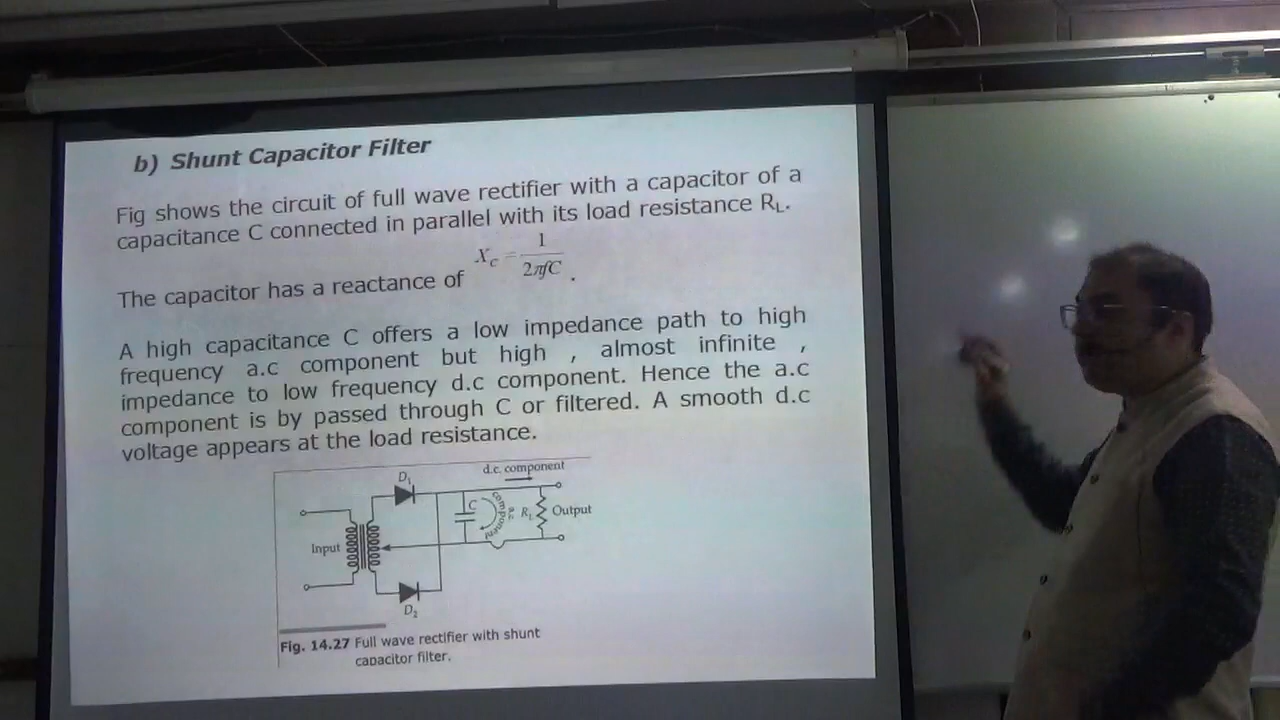 b) Shunt Capacitor Filter
Fig shows the circuit of full wave rectifier with a capacitor of a
capacitance C connected in parallel with its load resistance R_L.
The capacitor has a reactance of X_c = 1/2πfC .
A high capacitance C offers a low impedance path to high
frequency a.c component but high , almost infinite ,
impedance to low frequency d.c component. Hence the a.c
component is by passed through C or filtered. A smooth d.c
voltage appears at the load resistance.
d.c. component
D₁
C
component
a.c.
R_L
Output
Input
D₂
Fig. 14.27 Full wave rectifier with shunt
capacitor filter.